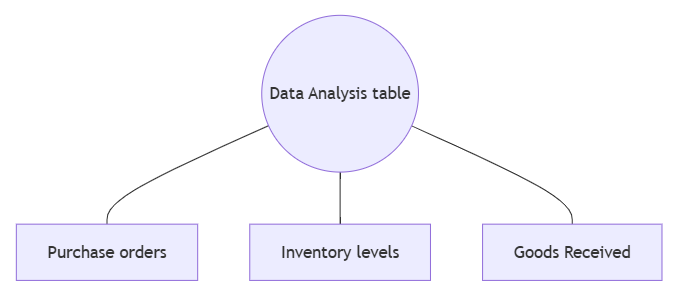 Data Analysis table
Purchase orders
Inventory levels
Goods Received